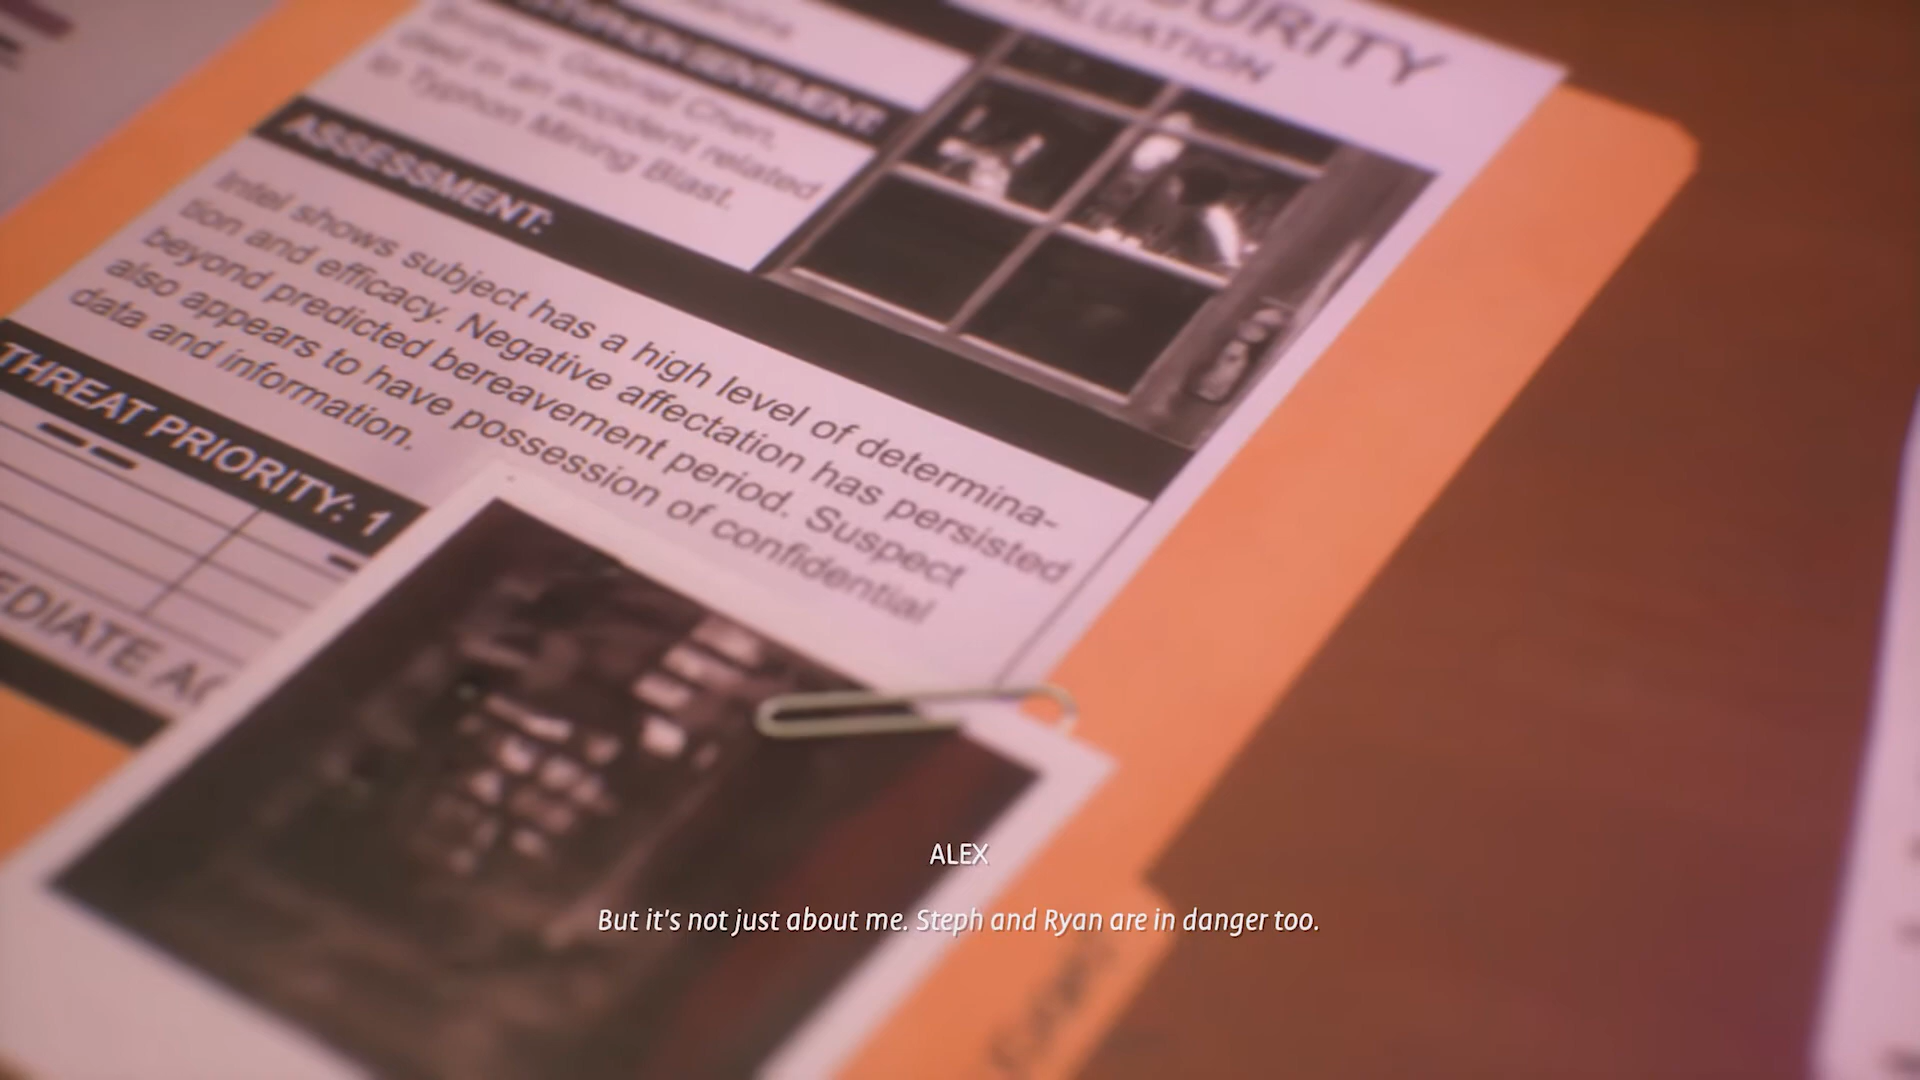 EVALUATION
TYPHON SENTIMENT:
Brother, Gabriel Chen,
died in an accident related
to Typhon Mining Blast.
ASSESSMENT:
Intel shows subject has a high level of determina-
tion and efficacy. Negative affectation has persisted
beyond predicted bereavement period. Suspect
also appears to have possession of confidential
data and information.
THREAT PRIORITY: 1
ALEX
But it's not just about me. Steph and Ryan are in danger too.